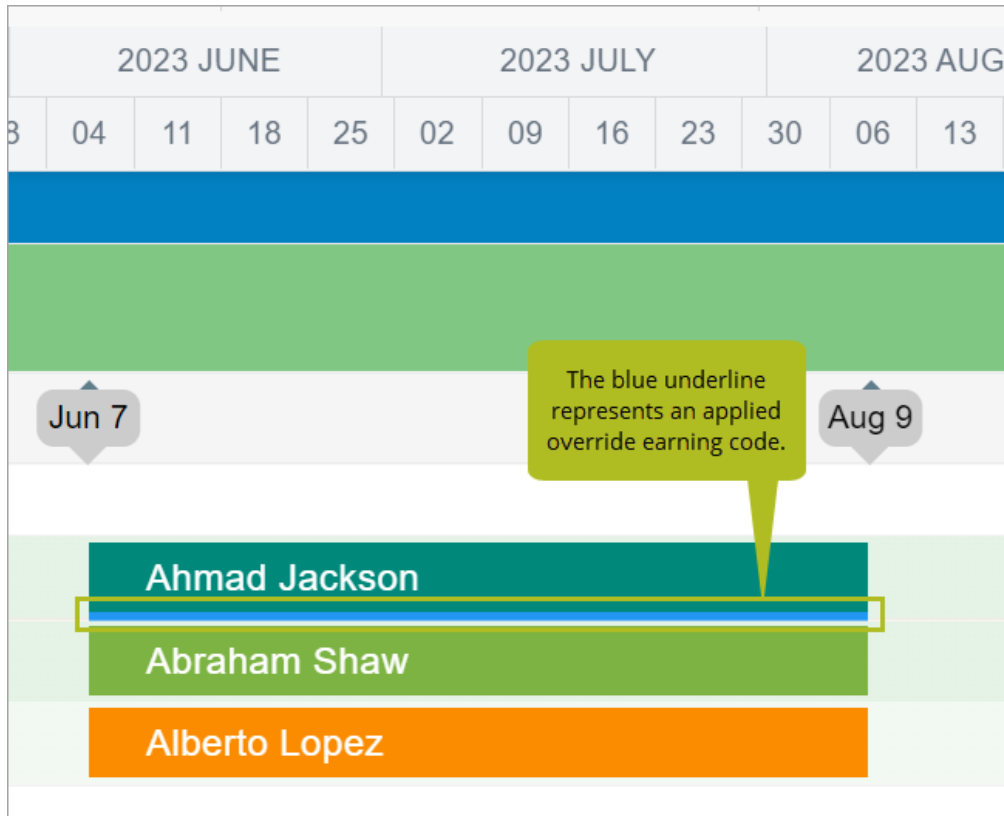 2023 JUNE 2023 JULY 2023 AUG
04 11 18 25 02 09 16 23 30 06 13
The blue underline
represents an applied
override earning code.
Jun 7 Aug 9
Ahmad Jackson
Abraham Shaw
Alberto Lopez